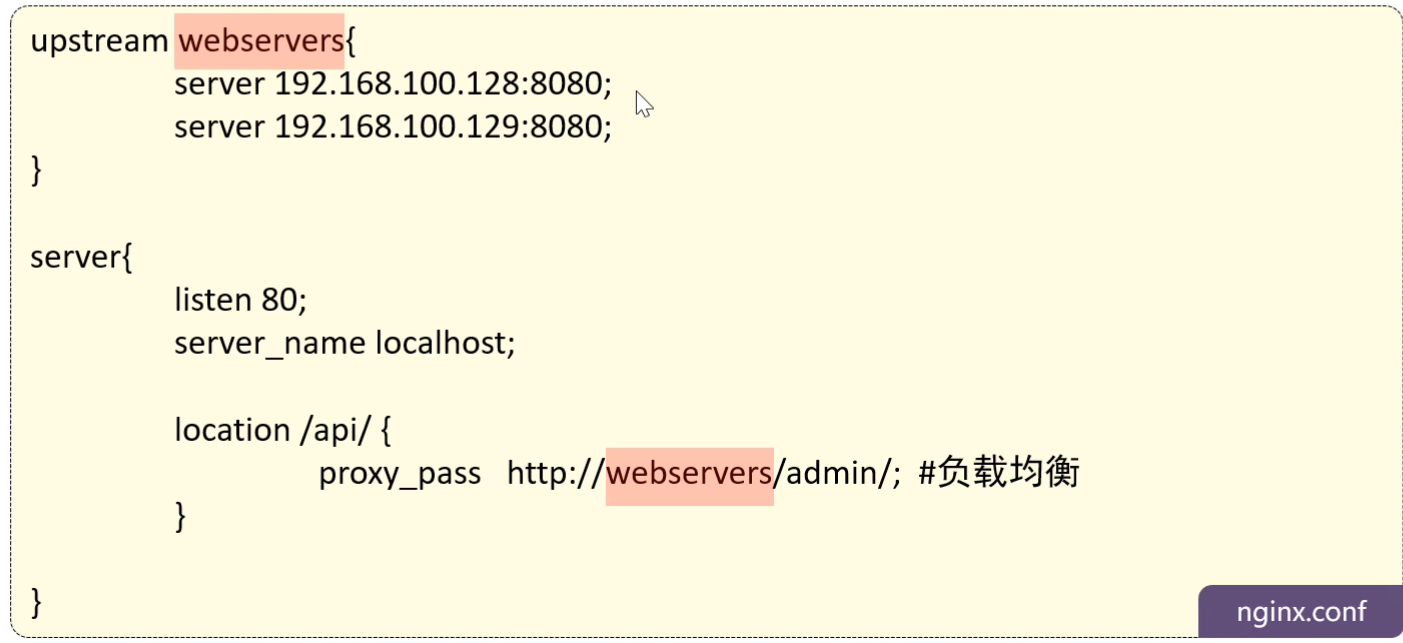 upstream webservers{
server 192.168.100.128:8080;
server 192.168.100.129:8080;
}
server{
listen 80;
server_name localhost;
location /api/ {
proxy_pass http://webservers/admin/; #负载均衡
}
}
nginx.conf